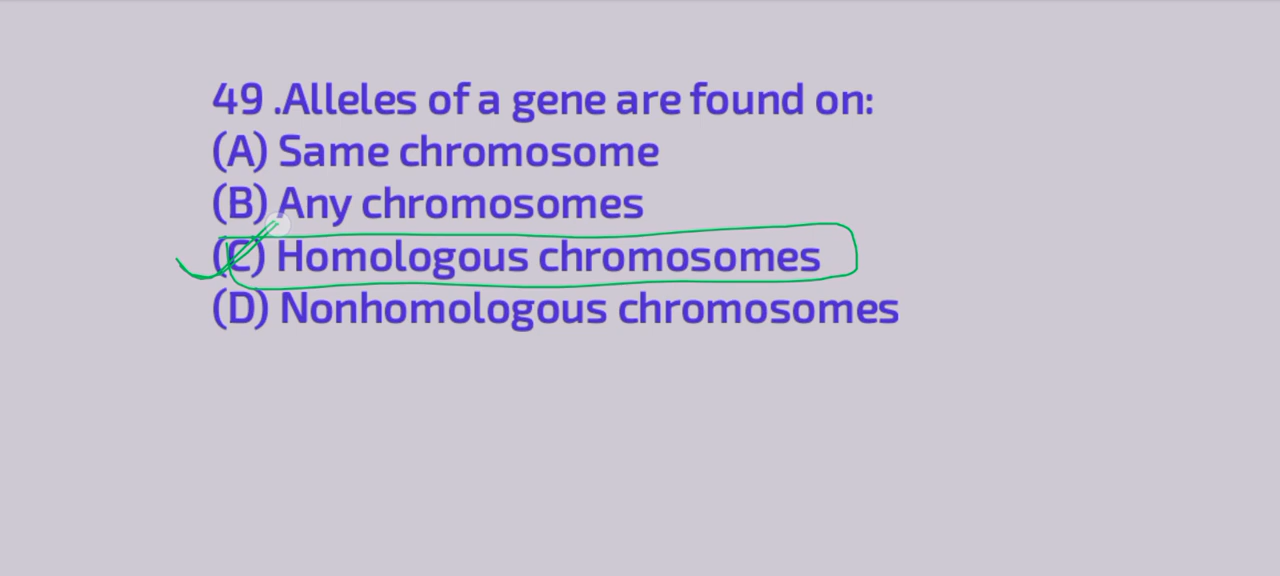 49 .Alleles of a gene are found on:
(A) Same chromosome
(B) Any chromosomes
(C) Homologous chromosomes
(D) Nonhomologous chromosomes